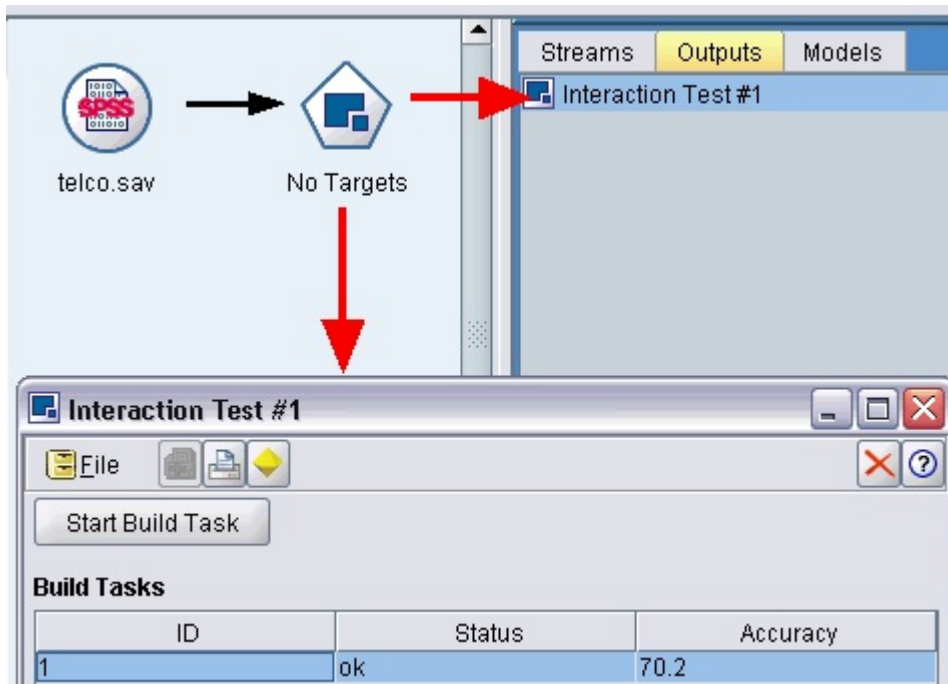 Streams Outputs Models
Interaction Test #1
SPSS
telco.sav
No Targets
Interaction Test #1
File
Start Build Task
Build Tasks
ID Status Accuracy
1 ok 70.2